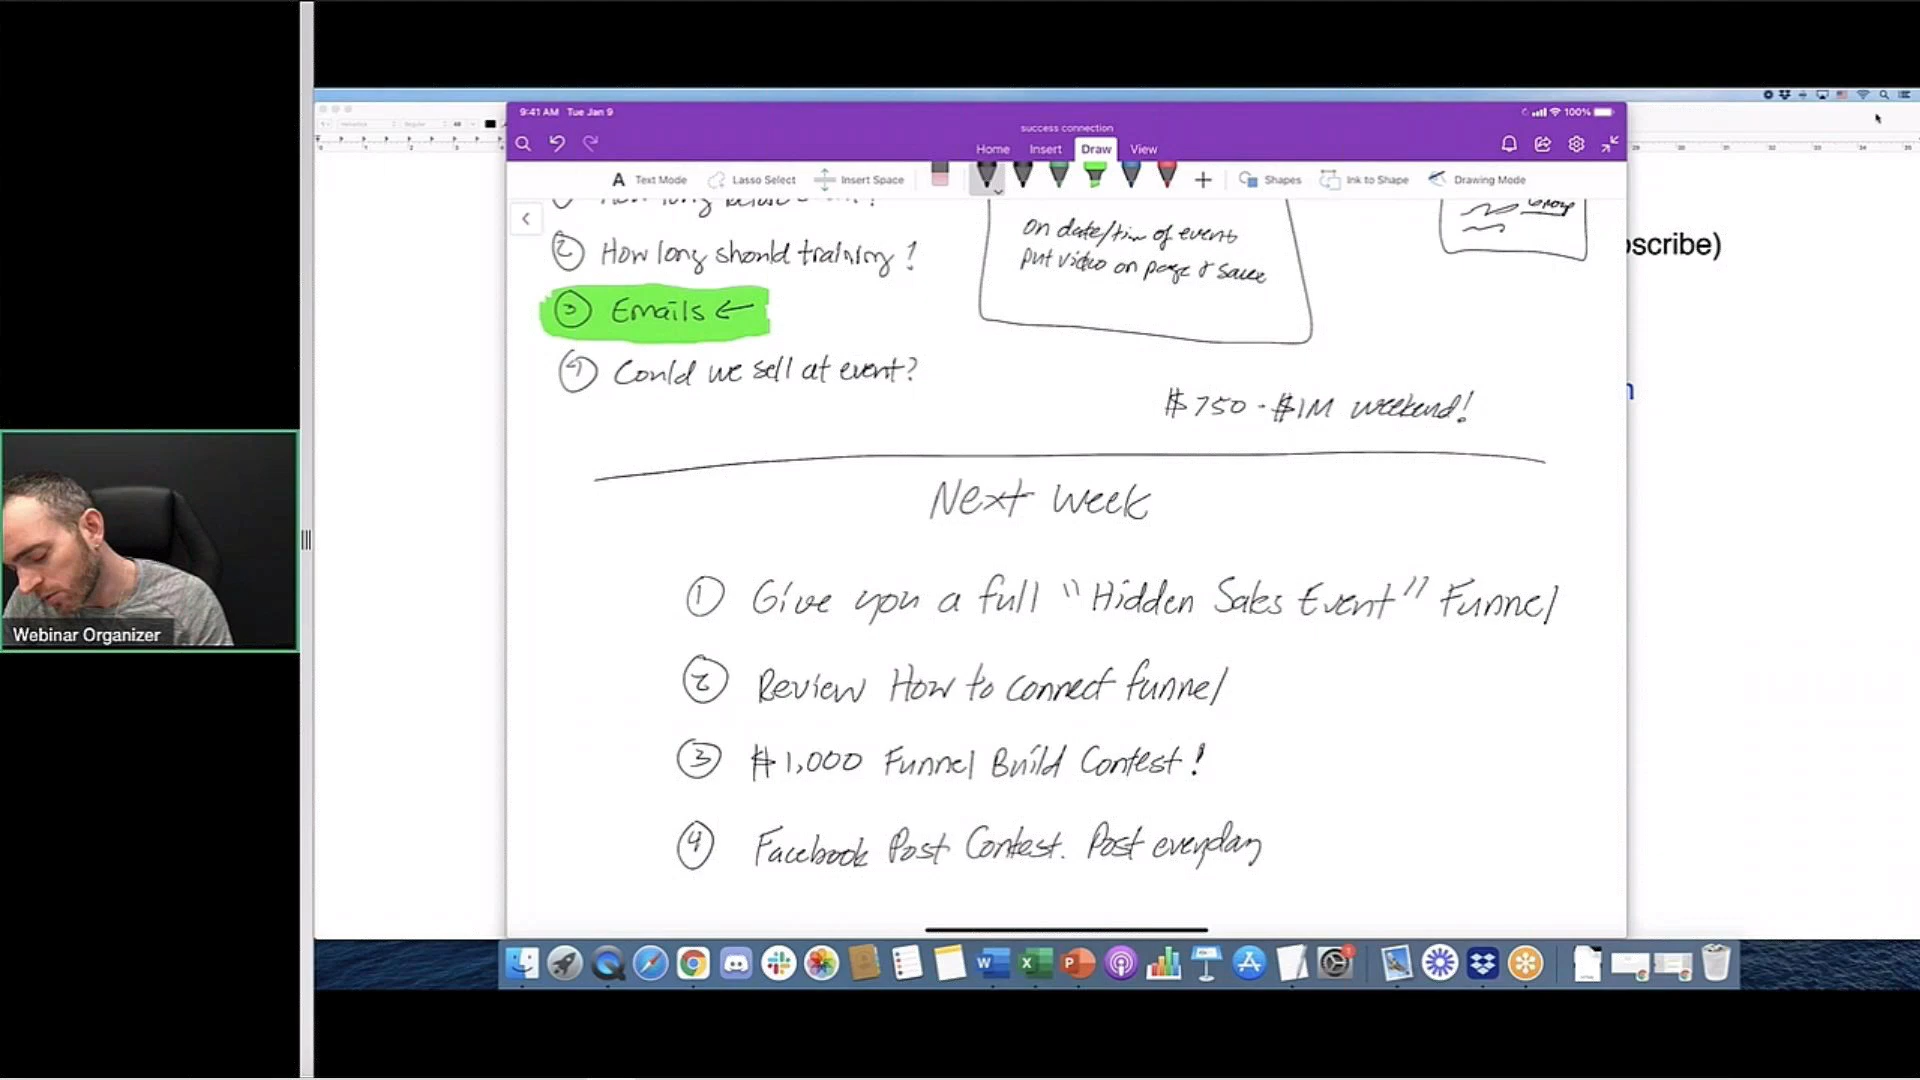 9:41 AM Tue Jan 9
100%
success connection
Home Insert Draw View
A Text Mode Lasso Select Insert Space Shapes Ink to Shape Drawing Mode
② How long should training !
③ Emails ←
④ Could we sell at event?
on date/time of event
put video on page & save
Group
$750 - $1M weekend!
Next Week
① Give you a full "Hidden Sales Event" Funnel
② Review How to connect funnel
③ $1,000 Funnel Build Contest!
④ Facebook Post Contest. Post everyday
scribe)
Webinar Organizer